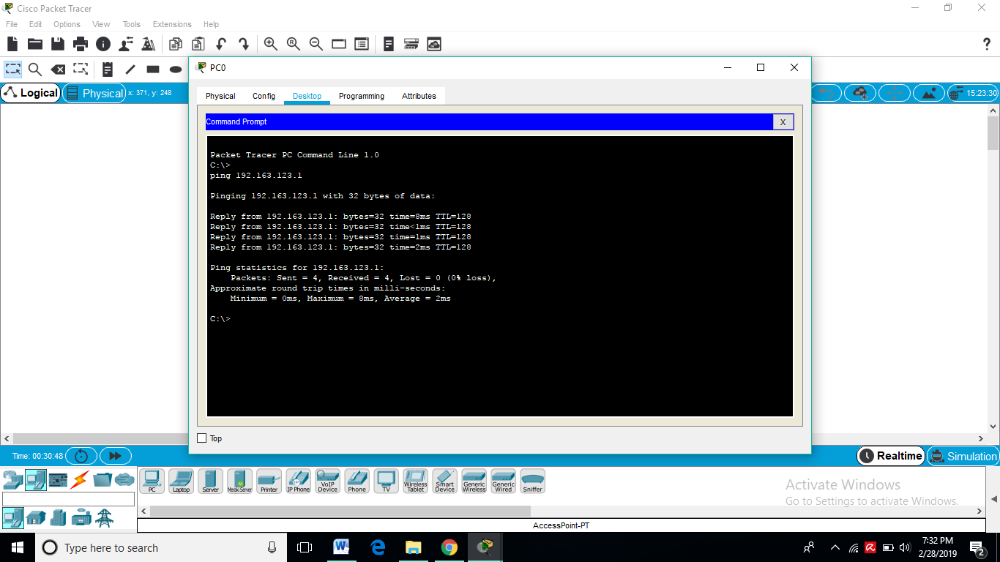 Cisco Packet Tracer
File Edit Options View Tools Extensions Help
PC0
Logical Physical x: 371, y: 248
15:23:30
Physical Config Desktop Programming Attributes
Command Prompt X
Packet Tracer PC Command Line 1.0
C:\>
ping 192.163.123.1
Pinging 192.163.123.1 with 32 bytes of data:
Reply from 192.163.123.1: bytes=32 time=8ms TTL=128
Reply from 192.163.123.1: bytes=32 time<1ms TTL=128
Reply from 192.163.123.1: bytes=32 time=1ms TTL=128
Reply from 192.163.123.1: bytes=32 time=2ms TTL=128
Ping statistics for 192.163.123.1:
Packets: Sent = 4, Received = 4, Lost = 0 (0% loss),
Approximate round trip times in milli-seconds:
Minimum = 0ms, Maximum = 8ms, Average = 2ms
C:\>
Top
Time: 00:30:48
Realtime Simulation
PC Laptop Server Meraki Server Printer IP Phone VoIP Device Phone TV Wireless Tablet Smart Device Generic Wireless Generic Wired Sniffer
Activate Windows
Go to Settings to activate Windows.
AccessPoint-PT
Type here to search
7:32 PM
2/28/2019
2